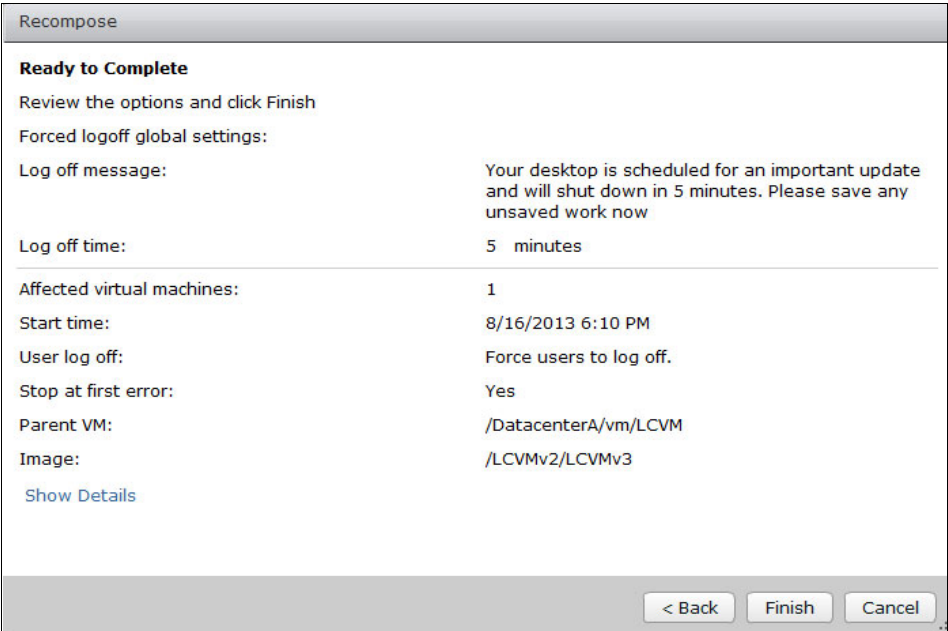 Recompose
Ready to Complete
Review the options and click Finish
Forced logoff global settings:
Log off message: Your desktop is scheduled for an important update
and will shut down in 5 minutes. Please save any
unsaved work now
Log off time: 5 minutes
Affected virtual machines: 1
Start time: 8/16/2013 6:10 PM
User log off: Force users to log off.
Stop at first error: Yes
Parent VM: /DatacenterA/vm/LCVM
Image: /LCVMv2/LCVMv3
Show Details
< Back Finish Cancel